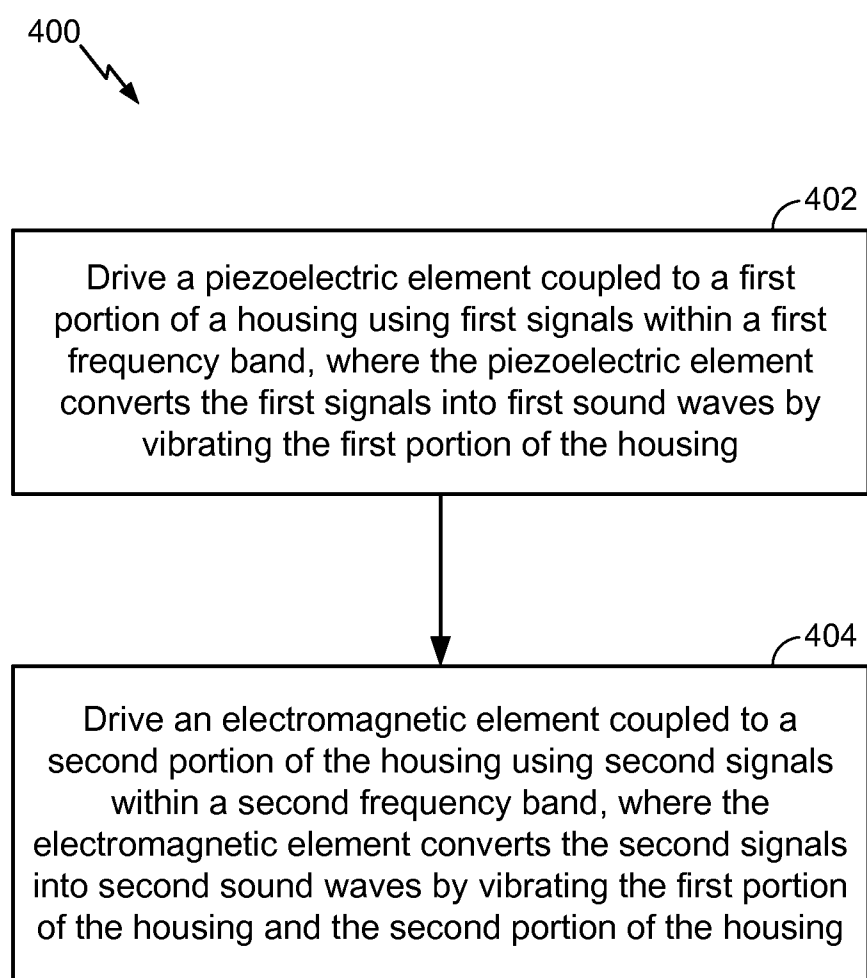 400
402
Drive a piezoelectric element coupled to a first
portion of a housing using first signals within a first
frequency band, where the piezoelectric element
converts the first signals into first sound waves by
vibrating the first portion of the housing
404
Drive an electromagnetic element coupled to a
second portion of the housing using second signals
within a second frequency band, where the
electromagnetic element converts the second signals
into second sound waves by vibrating the first portion
of the housing and the second portion of the housing